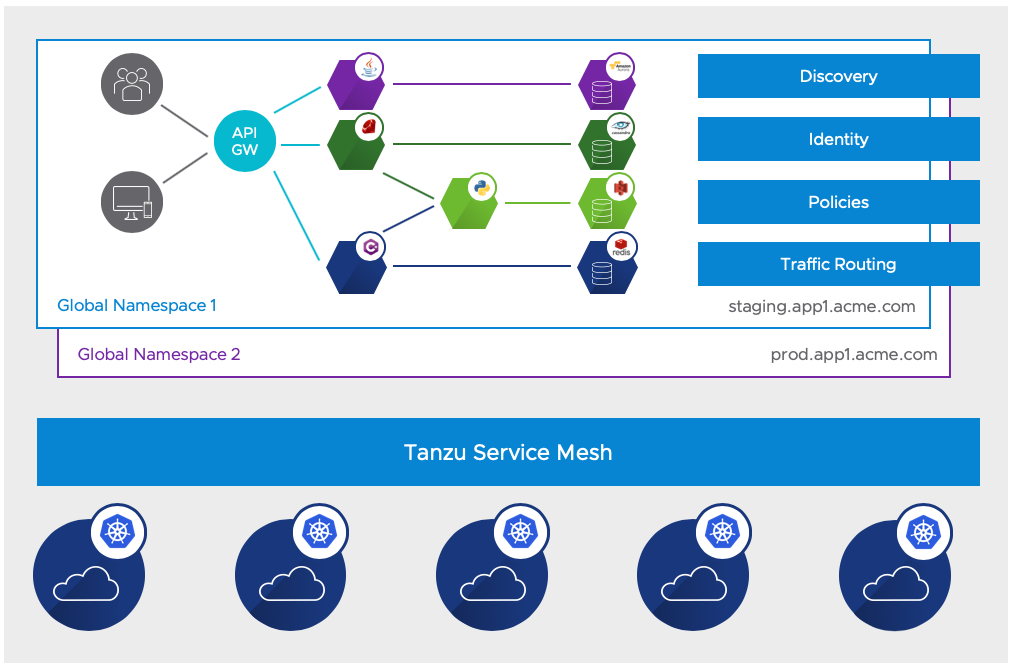 Discovery
API
GW
Identity
Policies
redis
Traffic Routing
Global Namespace 1
staging.app1.acme.com
Global Namespace 2
prod.app1.acme.com
Tanzu Service Mesh